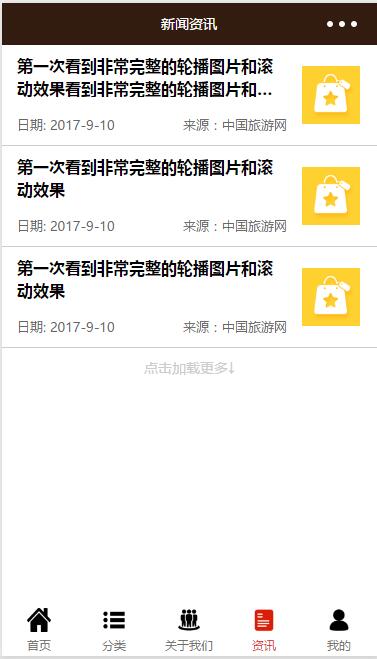 新闻资讯
第一次看到非常完整的轮播图片和滚
动效果看到非常完整的轮播图片和...
日期: 2017-9-10 来源：中国旅游网
第一次看到非常完整的轮播图片和滚
动效果
日期: 2017-9-10 来源：中国旅游网
第一次看到非常完整的轮播图片和滚
动效果
日期: 2017-9-10 来源：中国旅游网
点击加载更多↓
首页 分类 关于我们 资讯 我的